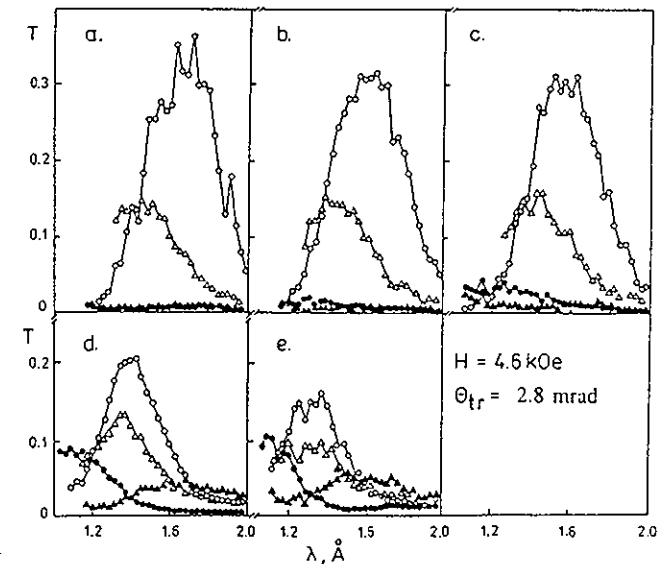 T a. b. c.
0.3
0.2
0.1
0
T d. e.
H = 4.6 kOe
Θtr = 2.8 mrad
0.2
0.1
0
1.2 1.6 2.0 1.2 1.6 2.0 1.2 1.6 2.0
λ, Å